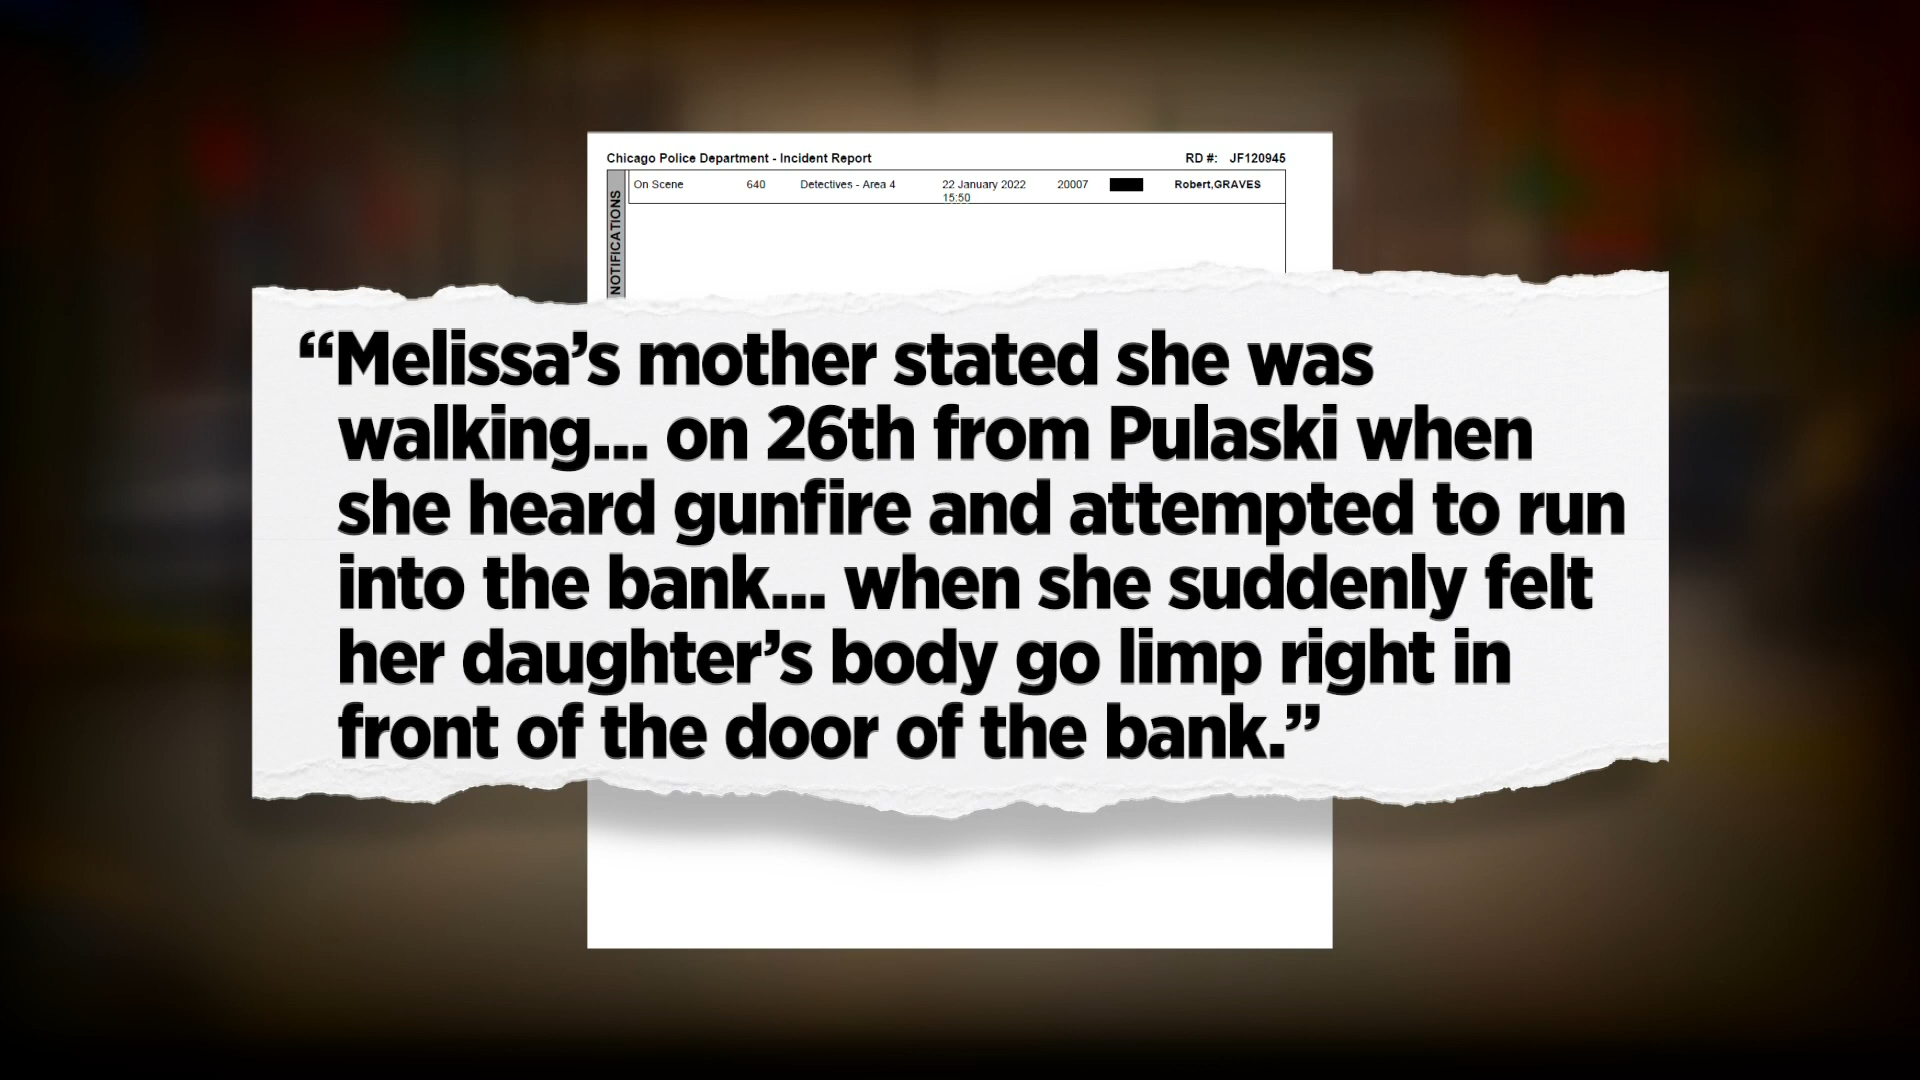 Chicago Police Department - Incident Report RD #: JF120945
NOTIFICATIONS
On Scene 640 Detectives - Area 4 22 January 2022 20007 Robert,GRAVES
15:50
“Melissa’s mother stated she was
walking... on 26th from Pulaski when
she heard gunfire and attempted to run
into the bank... when she suddenly felt
her daughter’s body go limp right in
front of the door of the bank.”